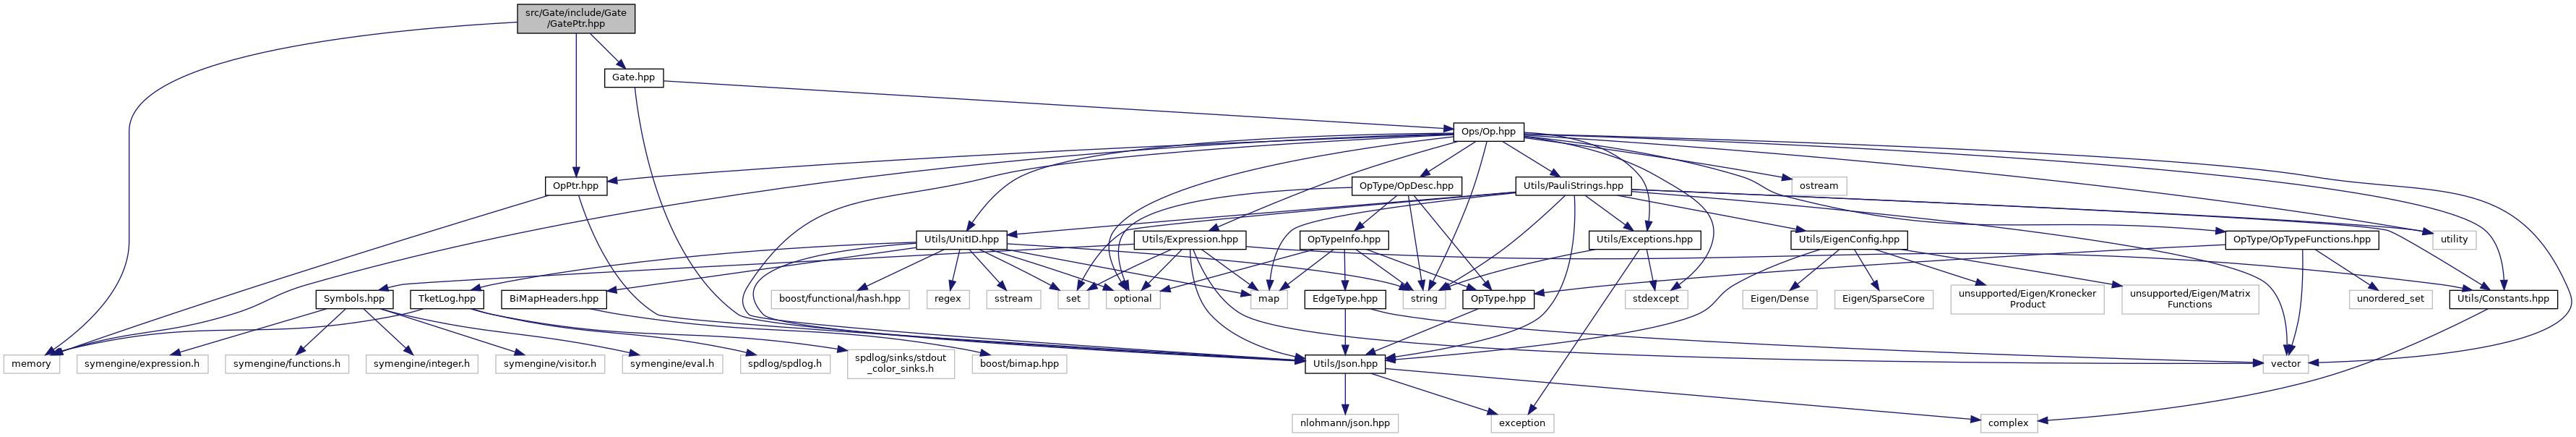 src/Gate/include/Gate
/GatePtr.hpp
Gate.hpp
Ops/Op.hpp
OpPtr.hpp
OpType/OpDesc.hpp
Utils/PauliStrings.hpp
ostream
Utils/UnitID.hpp
Utils/Expression.hpp
OpTypeInfo.hpp
Utils/Exceptions.hpp
Utils/EigenConfig.hpp
OpType/OpTypeFunctions.hpp
utility
Symbols.hpp
TketLog.hpp
BiMapHeaders.hpp
boost/functional/hash.hpp
regex
sstream
set
optional
map
EdgeType.hpp
string
OpType.hpp
stdexcept
Eigen/Dense
Eigen/SparseCore
unsupported/Eigen/Kronecker
Product
unsupported/Eigen/Matrix
Functions
unordered_set
Utils/Constants.hpp
memory
symengine/expression.h
symengine/functions.h
symengine/integer.h
symengine/visitor.h
symengine/eval.h
spdlog/spdlog.h
spdlog/sinks/stdout
_color_sinks.h
boost/bimap.hpp
Utils/Json.hpp
vector
nlohmann/json.hpp
exception
complex